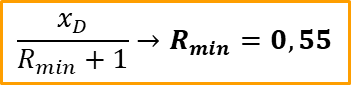 x_D / (R_min + 1) → R_min = 0,55